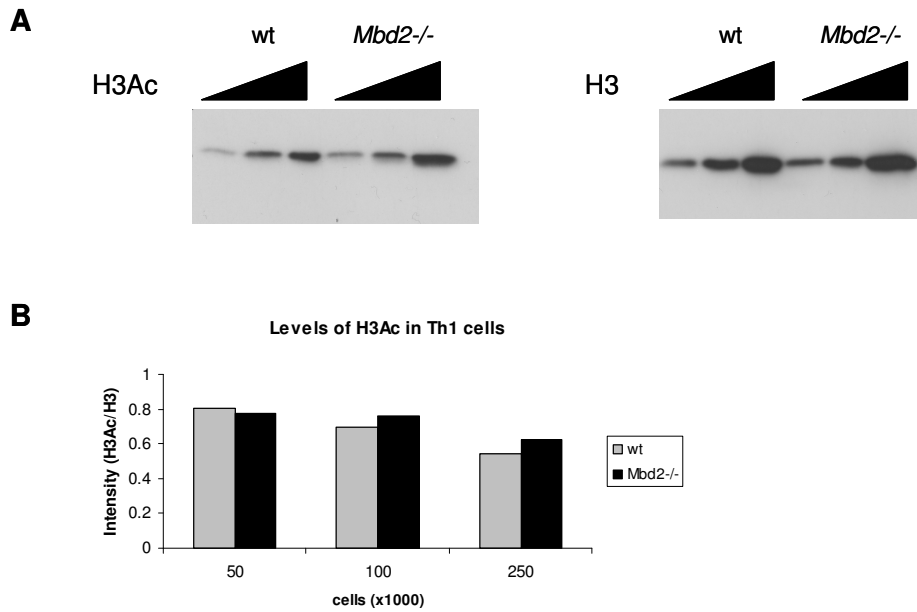 A
wt Mbd2-/-
H3Ac
wt Mbd2-/-
H3
B
Levels of H3Ac in Th1 cells
Intensity (H3Ac/H3)
1
0.8
0.6
0.4
0.2
0
50 100 250
cells (x1000)
wt
Mbd2-/-